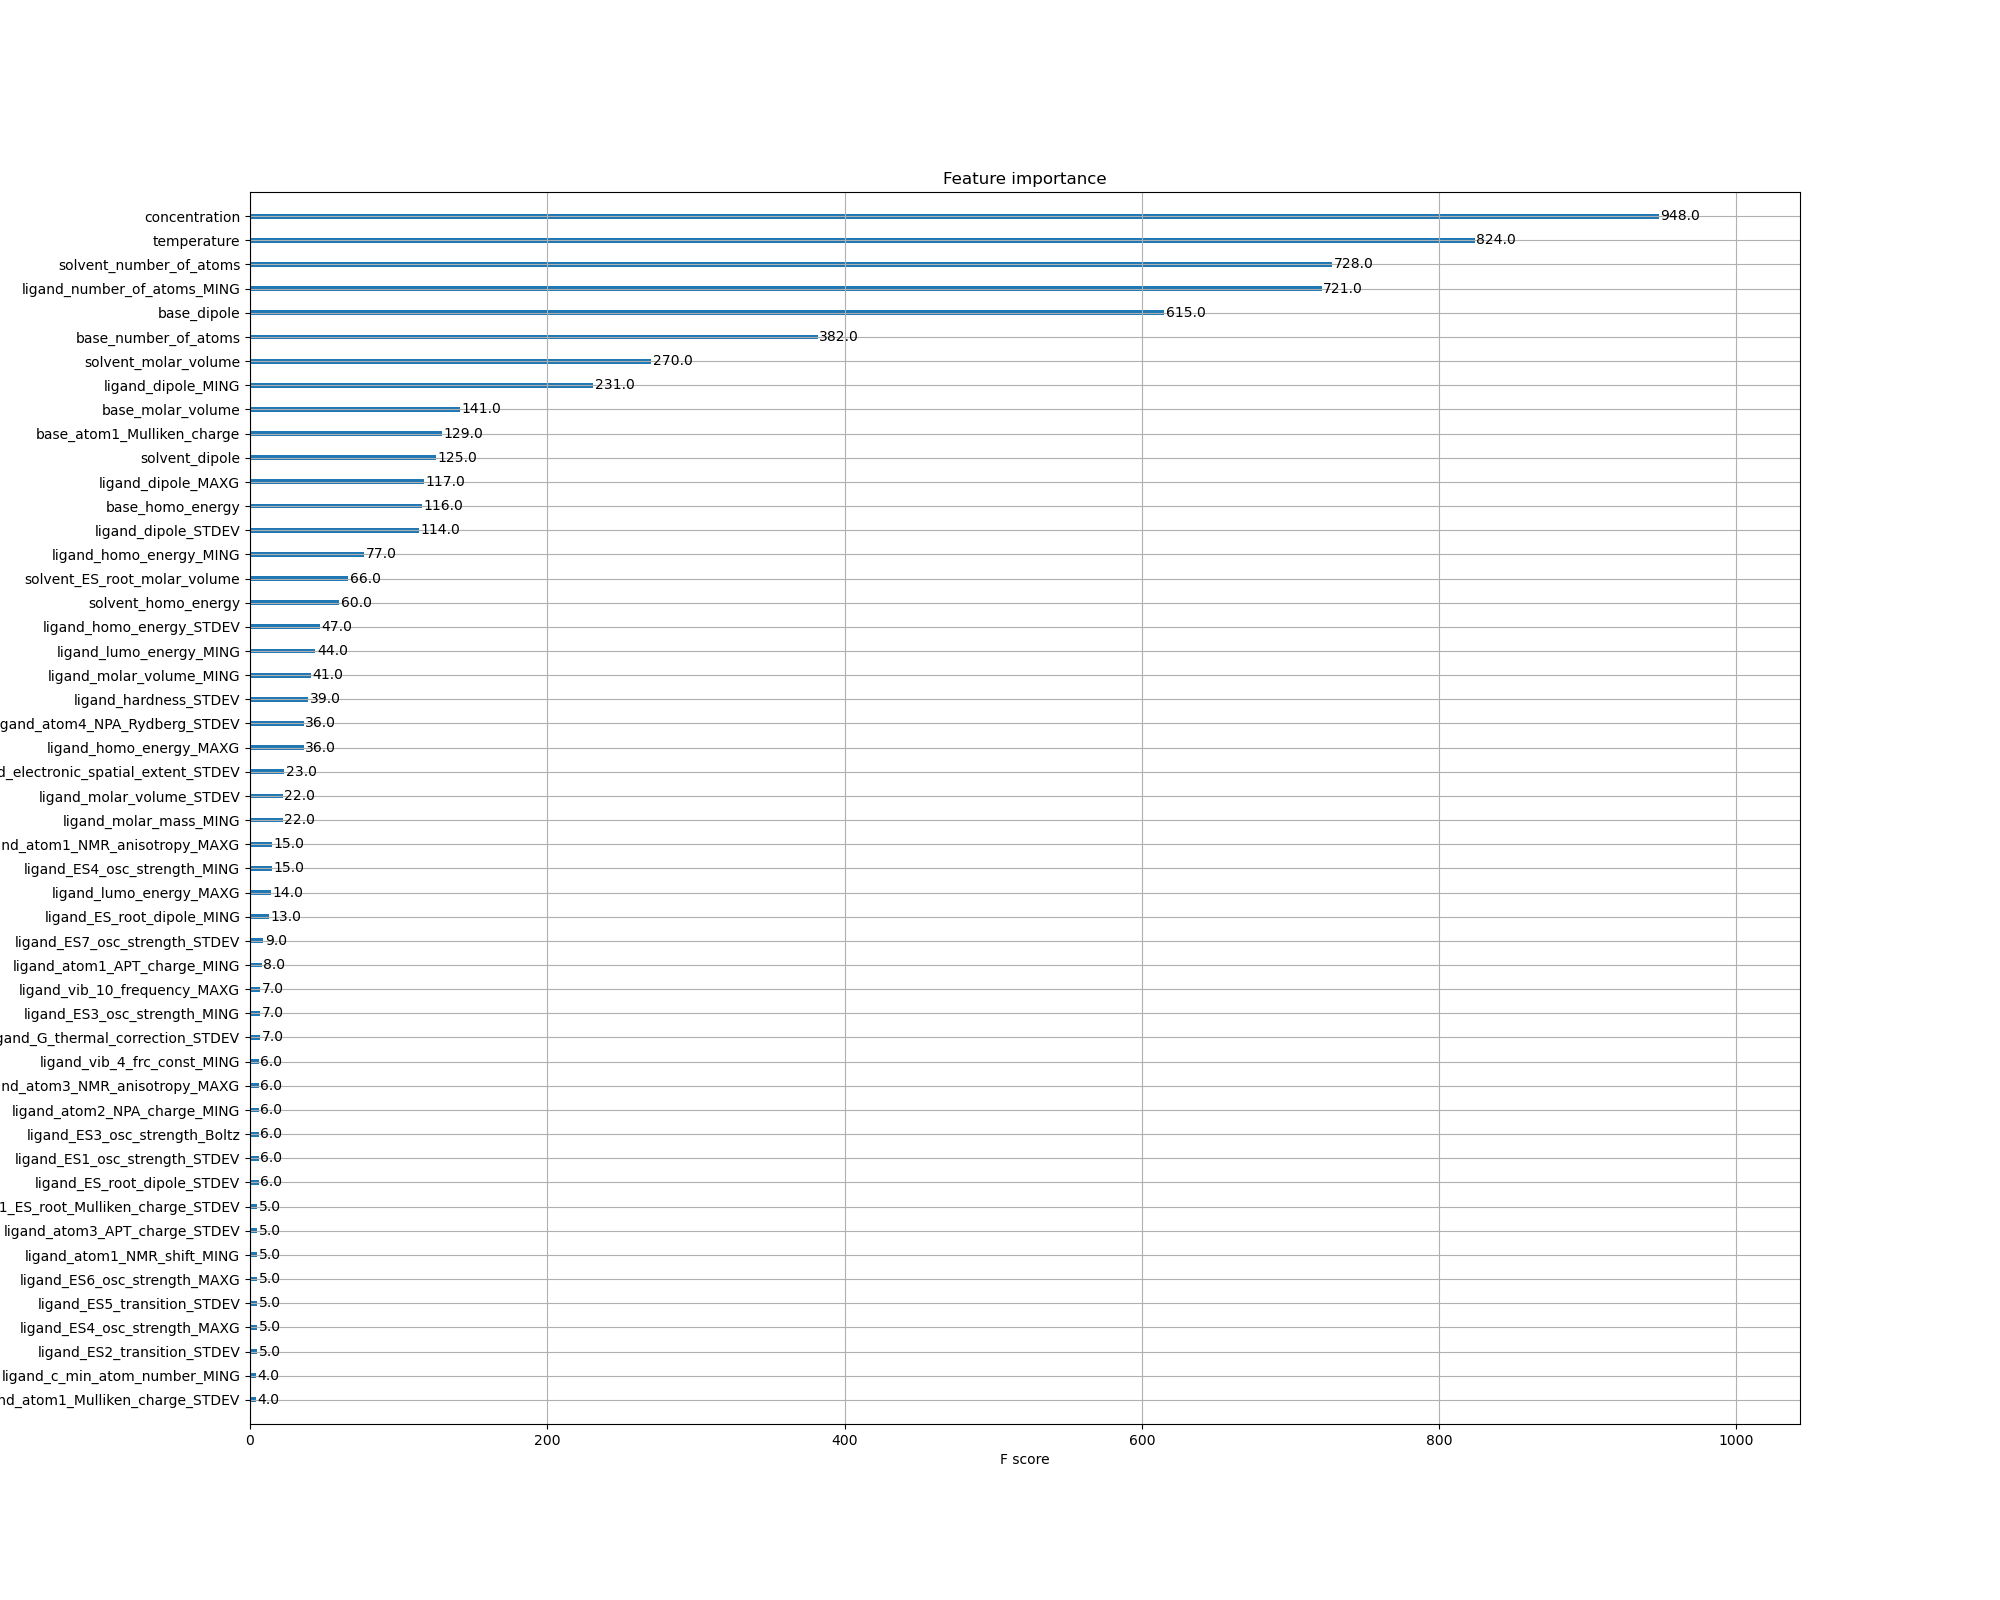 Feature importance
concentration 948.0
temperature 824.0
solvent_number_of_atoms 728.0
ligand_number_of_atoms_MING 721.0
base_dipole 615.0
base_number_of_atoms 382.0
solvent_molar_volume 270.0
ligand_dipole_MING 231.0
base_molar_volume 141.0
base_atom1_Mulliken_charge 129.0
solvent_dipole 125.0
ligand_dipole_MAXG 117.0
base_homo_energy 116.0
ligand_dipole_STDEV 114.0
ligand_homo_energy_MING 77.0
solvent_ES_root_molar_volume 66.0
solvent_homo_energy 60.0
ligand_homo_energy_STDEV 47.0
ligand_lumo_energy_MING 44.0
ligand_molar_volume_MING 41.0
ligand_hardness_STDEV 39.0
gand_atom4_NPA_Rydberg_STDEV 36.0
ligand_homo_energy_MAXG 36.0
d_electronic_spatial_extent_STDEV 23.0
ligand_molar_volume_STDEV 22.0
ligand_molar_mass_MING 22.0
nd_atom1_NMR_anisotropy_MAXG 15.0
ligand_ES4_osc_strength_MING 15.0
ligand_lumo_energy_MAXG 14.0
ligand_ES_root_dipole_MING 13.0
ligand_ES7_osc_strength_STDEV 9.0
ligand_atom1_APT_charge_MING 8.0
ligand_vib_10_frequency_MAXG 7.0
ligand_ES3_osc_strength_MING 7.0
gand_G_thermal_correction_STDEV 7.0
ligand_vib_4_frc_const_MING 6.0
nd_atom3_NMR_anisotropy_MAXG 6.0
ligand_atom2_NPA_charge_MING 6.0
ligand_ES3_osc_strength_Boltz 6.0
ligand_ES1_osc_strength_STDEV 6.0
ligand_ES_root_dipole_STDEV 6.0
1_ES_root_Mulliken_charge_STDEV 5.0
ligand_atom3_APT_charge_STDEV 5.0
ligand_atom1_NMR_shift_MING 5.0
ligand_ES6_osc_strength_MAXG 5.0
ligand_ES5_transition_STDEV 5.0
ligand_ES4_osc_strength_MAXG 5.0
ligand_ES2_transition_STDEV 5.0
ligand_c_min_atom_number_MING 4.0
nd_atom1_Mulliken_charge_STDEV 4.0
0 200 400 600 800 1000
F score